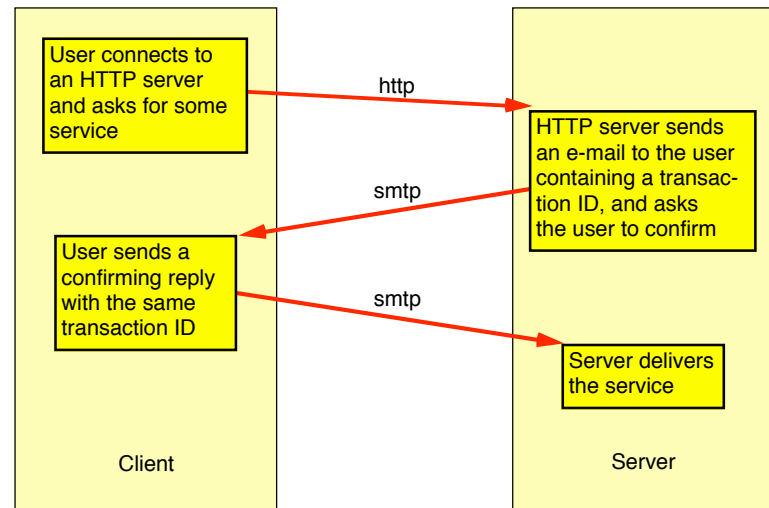 User connects to
an HTTP server
and asks for some
service
http
HTTP server sends
an e-mail to the user
containing a transac-
tion ID, and asks
the user to confirm
smtp
User sends a
confirming reply
with the same
transaction ID
smtp
Server delivers
the service
Client
Server